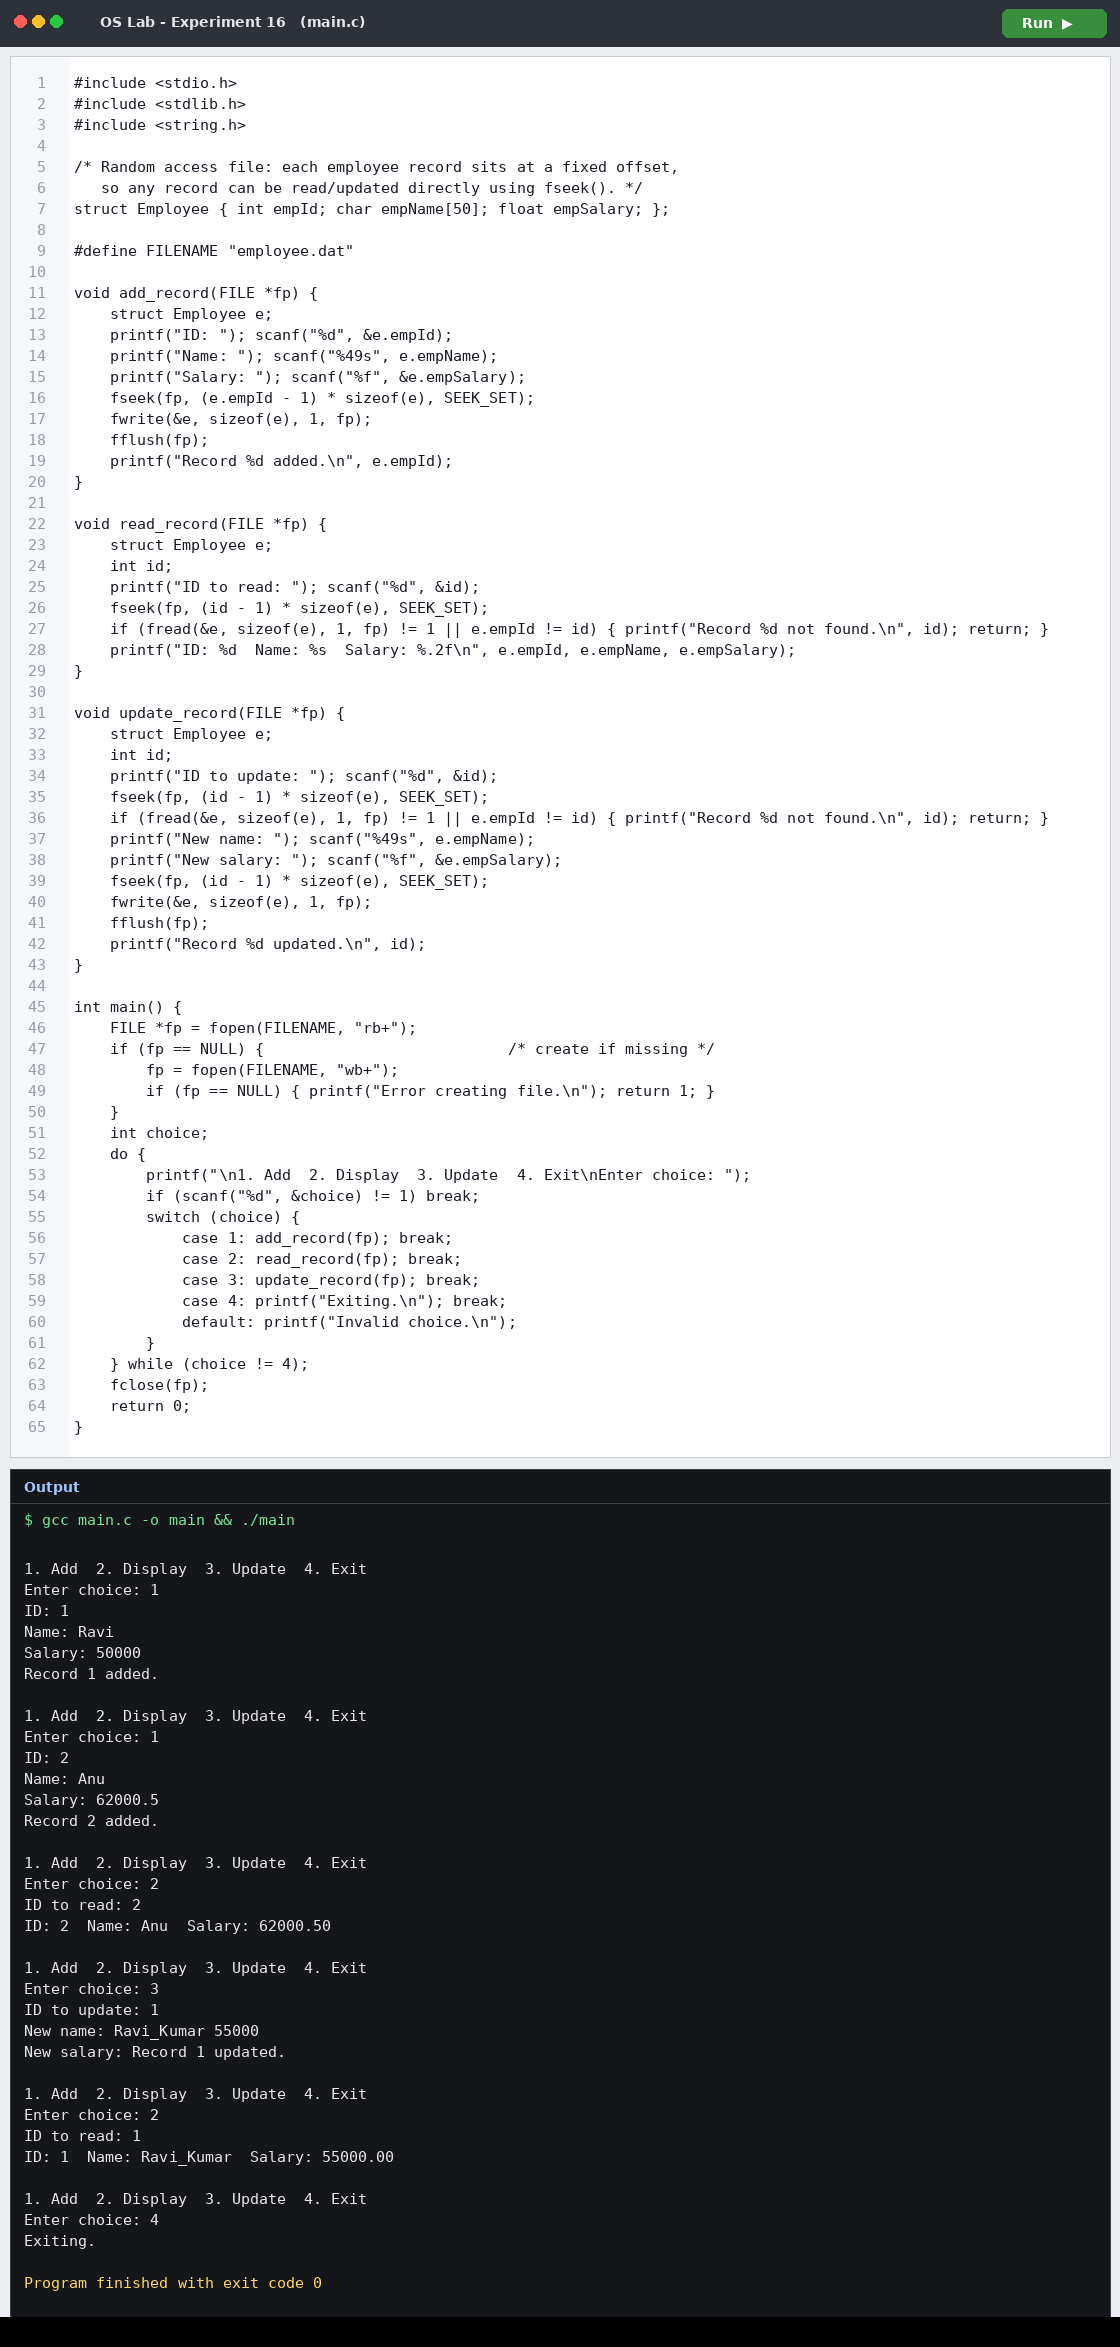 OS Lab - Experiment 16   (main.c)
Run ▶
1 #include <stdio.h>
2 #include <stdlib.h>
3 #include <string.h>
4
5 /* Random access file: each employee record sits at a fixed offset,
6    so any record can be read/updated directly using fseek(). */
7 struct Employee { int empId; char empName[50]; float empSalary; };
8
9 #define FILENAME "employee.dat"
10
11 void add_record(FILE *fp) {
12     struct Employee e;
13     printf("ID: "); scanf("%d", &e.empId);
14     printf("Name: "); scanf("%49s", e.empName);
15     printf("Salary: "); scanf("%f", &e.empSalary);
16     fseek(fp, (e.empId - 1) * sizeof(e), SEEK_SET);
17     fwrite(&e, sizeof(e), 1, fp);
18     fflush(fp);
19     printf("Record %d added.\n", e.empId);
20 }
21
22 void read_record(FILE *fp) {
23     struct Employee e;
24     int id;
25     printf("ID to read: "); scanf("%d", &id);
26     fseek(fp, (id - 1) * sizeof(e), SEEK_SET);
27     if (fread(&e, sizeof(e), 1, fp) != 1 || e.empId != id) { printf("Record %d not found.\n", id); return; }
28     printf("ID: %d  Name: %s  Salary: %.2f\n", e.empId, e.empName, e.empSalary);
29 }
30
31 void update_record(FILE *fp) {
32     struct Employee e;
33     int id;
34     printf("ID to update: "); scanf("%d", &id);
35     fseek(fp, (id - 1) * sizeof(e), SEEK_SET);
36     if (fread(&e, sizeof(e), 1, fp) != 1 || e.empId != id) { printf("Record %d not found.\n", id); return; }
37     printf("New name: "); scanf("%49s", e.empName);
38     printf("New salary: "); scanf("%f", &e.empSalary);
39     fseek(fp, (id - 1) * sizeof(e), SEEK_SET);
40     fwrite(&e, sizeof(e), 1, fp);
41     fflush(fp);
42     printf("Record %d updated.\n", id);
43 }
44
45 int main() {
46     FILE *fp = fopen(FILENAME, "rb+");
47     if (fp == NULL) {                           /* create if missing */
48         fp = fopen(FILENAME, "wb+");
49         if (fp == NULL) { printf("Error creating file.\n"); return 1; }
50     }
51     int choice;
52     do {
53         printf("\n1. Add  2. Display  3. Update  4. Exit\nEnter choice: ");
54         if (scanf("%d", &choice) != 1) break;
55         switch (choice) {
56             case 1: add_record(fp); break;
57             case 2: read_record(fp); break;
58             case 3: update_record(fp); break;
59             case 4: printf("Exiting.\n"); break;
60             default: printf("Invalid choice.\n");
61         }
62     } while (choice != 4);
63     fclose(fp);
64     return 0;
65 }
Output
$ gcc main.c -o main && ./main
1. Add  2. Display  3. Update  4. Exit
Enter choice: 1
ID: 1
Name: Ravi
Salary: 50000
Record 1 added.
1. Add  2. Display  3. Update  4. Exit
Enter choice: 1
ID: 2
Name: Anu
Salary: 62000.5
Record 2 added.
1. Add  2. Display  3. Update  4. Exit
Enter choice: 2
ID to read: 2
ID: 2  Name: Anu  Salary: 62000.50
1. Add  2. Display  3. Update  4. Exit
Enter choice: 3
ID to update: 1
New name: Ravi_Kumar 55000
New salary: Record 1 updated.
1. Add  2. Display  3. Update  4. Exit
Enter choice: 2
ID to read: 1
ID: 1  Name: Ravi_Kumar  Salary: 55000.00
1. Add  2. Display  3. Update  4. Exit
Enter choice: 4
Exiting.
Program finished with exit code 0